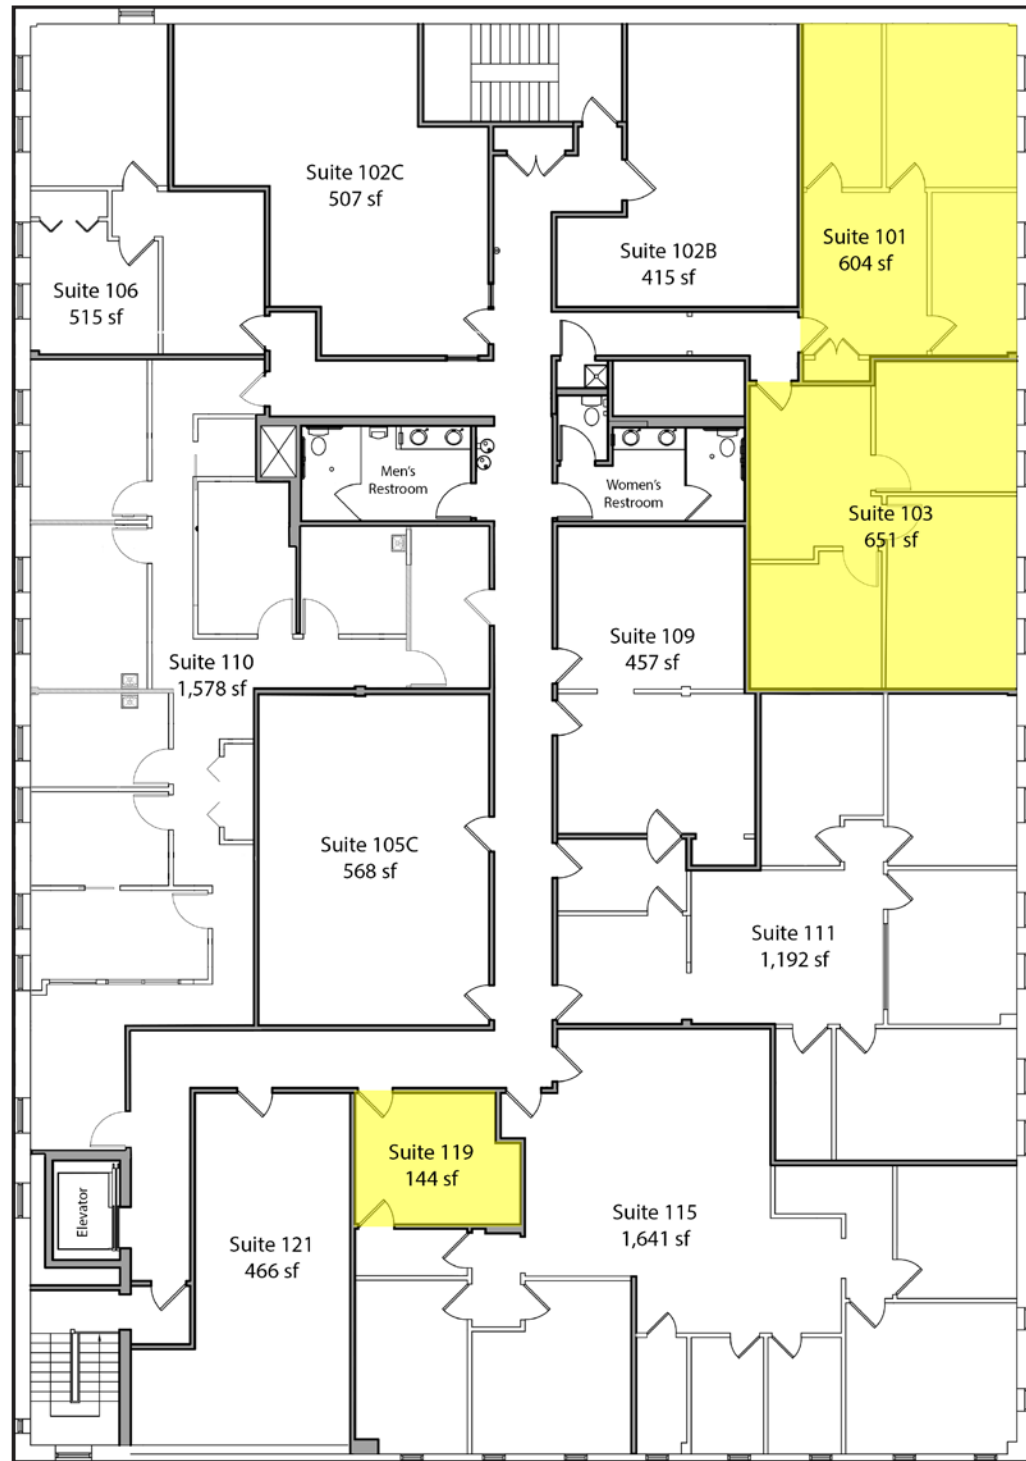 Suite 102C
507 sf
Suite 102B
415 sf
Suite 101
604 sf
Suite 106
515 sf
Men's
Restroom
Women's
Restroom
Suite 103
651 sf
Suite 110
1,578 sf
Suite 109
457 sf
Suite 105C
568 sf
Suite 111
1,192 sf
Suite 119
144 sf
Elevator
Suite 121
466 sf
Suite 115
1,641 sf